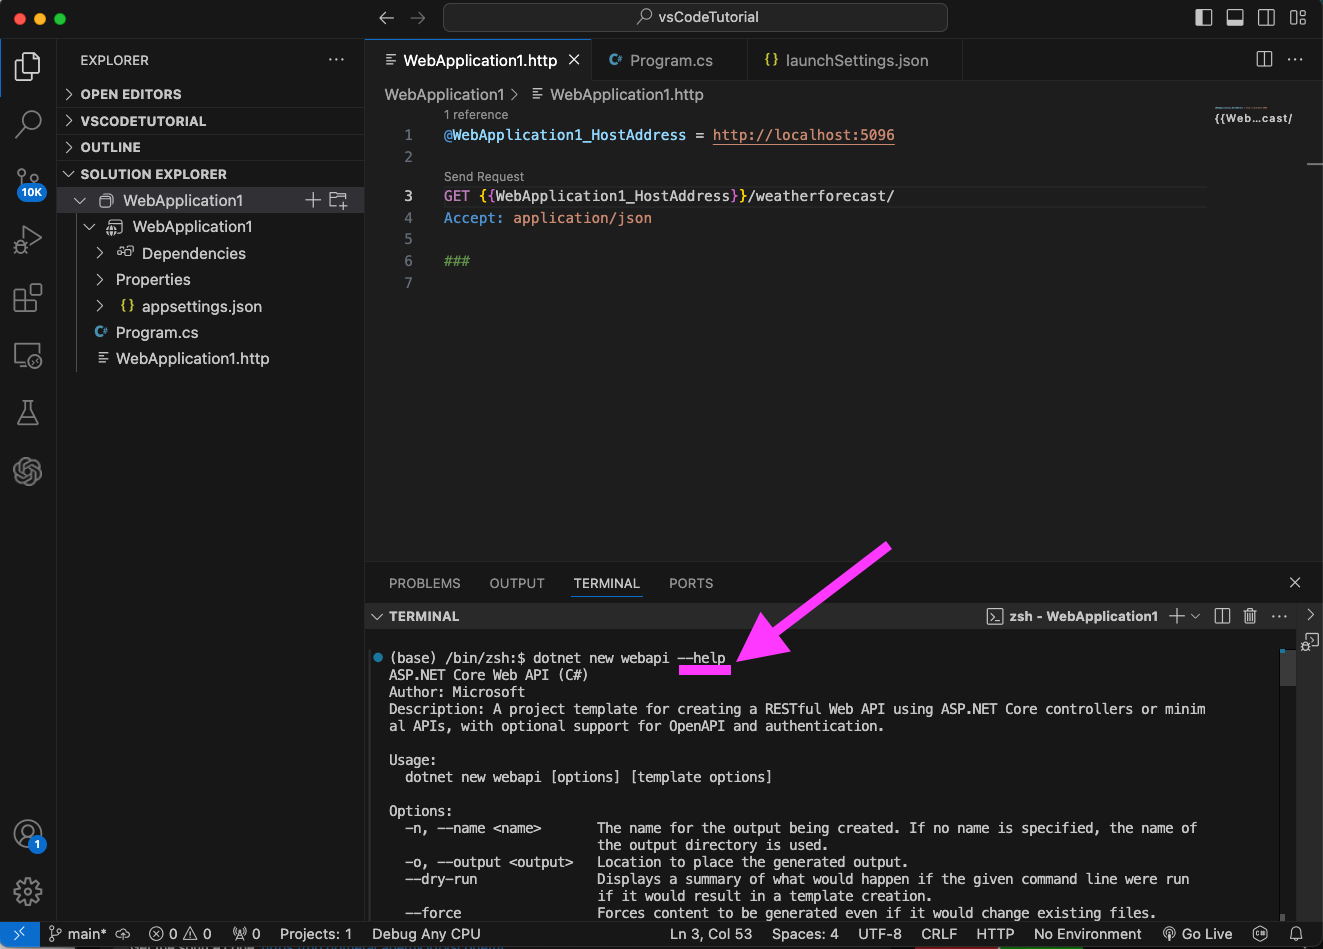 vsCodeTutorial
EXPLORER
OPEN EDITORS
VSCODETUTORIAL
OUTLINE
SOLUTION EXPLORER
WebApplication1
WebApplication1
Dependencies
Properties
{} appsettings.json
C# Program.cs
WebApplication1.http
10K
1
WebApplication1.http
C# Program.cs
{} launchSettings.json
WebApplication1 > WebApplication1.http
1 reference
1 @WebApplication1_HostAddress = http://localhost:5096
2
Send Request
3 GET {{WebApplication1_HostAddress}}/weatherforecast/
4 Accept: application/json
5
6 ###
7
{{Web...cast/
PROBLEMS OUTPUT TERMINAL PORTS
TERMINAL
zsh - WebApplication1
(base) /bin/zsh:$ dotnet new webapi --help
ASP.NET Core Web API (C#)
Author: Microsoft
Description: A project template for creating a RESTful Web API using ASP.NET Core controllers or minim
al APIs, with optional support for OpenAPI and authentication.
Usage:
dotnet new webapi [options] [template options]
Options:
-n, --name <name> The name for the output being created. If no name is specified, the name of
the output directory is used.
-o, --output <output> Location to place the generated output.
--dry-run Displays a summary of what would happen if the given command line were run
if it would result in a template creation.
--force Forces content to be generated even if it would change existing files.
main* 0 0 0 Projects: 1 Debug Any CPU Ln 3, Col 53 Spaces: 4 UTF-8 CRLF HTTP No Environment Go Live